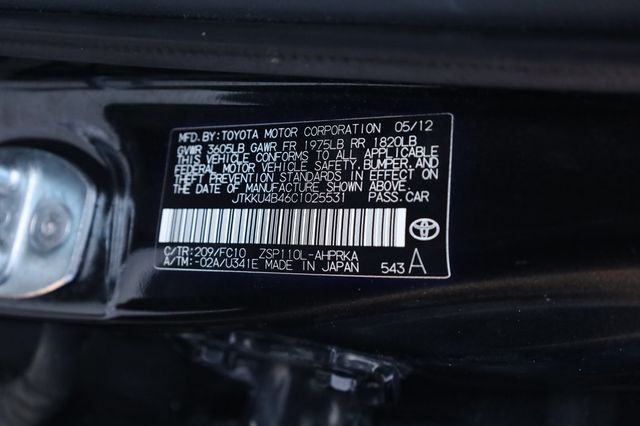 MFD. BY: TOYOTA MOTOR CORPORATION 05/12
GVWR 3605LB GAWR FR 1975LB RR 1820LB
THIS VEHICLE CONFORMS TO ALL APPLICABLE
FEDERAL MOTOR VEHICLE SAFETY, BUMPER, AND
THEFT PREVENTION STANDARDS IN EFFECT ON
THE DATE OF MANUFACTURE SHOWN ABOVE.
JTKKU4B46C1025531 PASS. CAR
C/TR: 209/FC10 ZSP110L-AHPRKA
A/TM: -02A/U341E MADE IN JAPAN 543 A